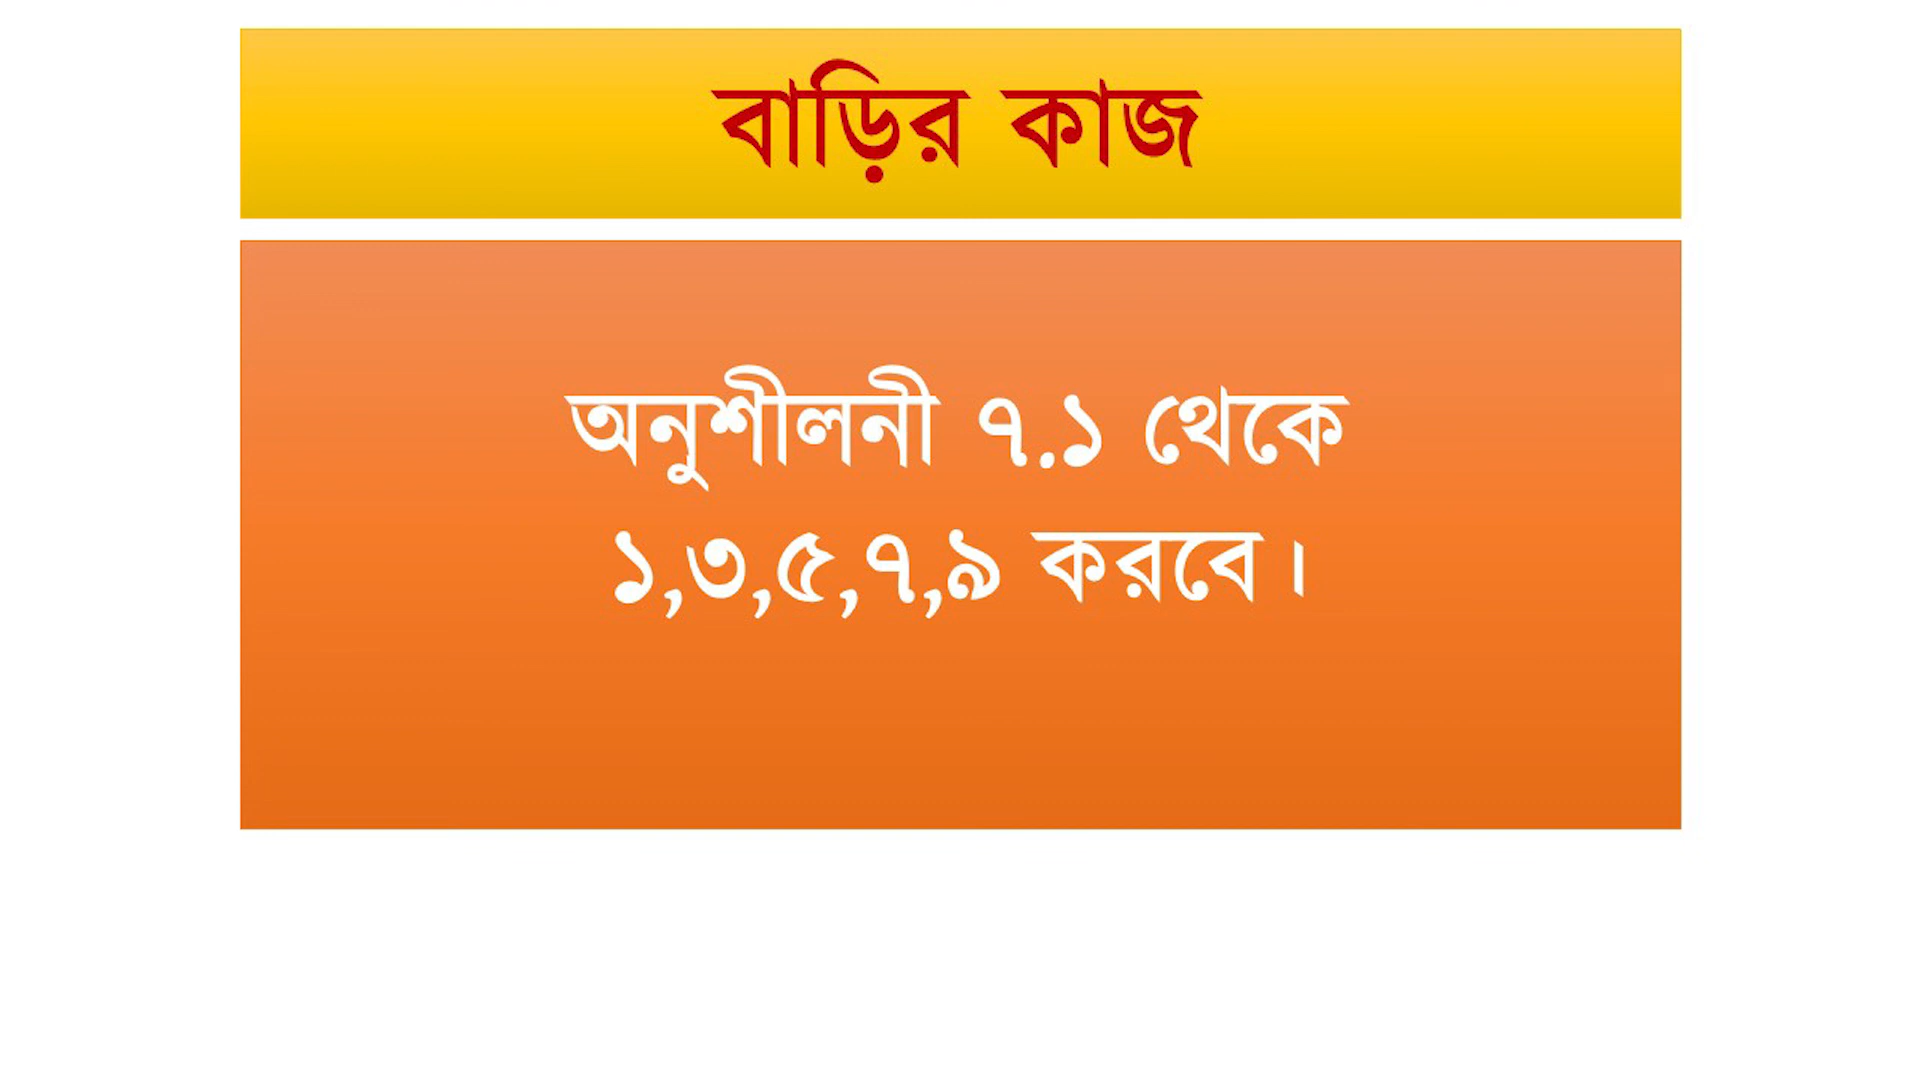 বাড়ির কাজ
অনুশীলনী ৭.১ থেকে
১,৩,৫,৭,৯ করবে।